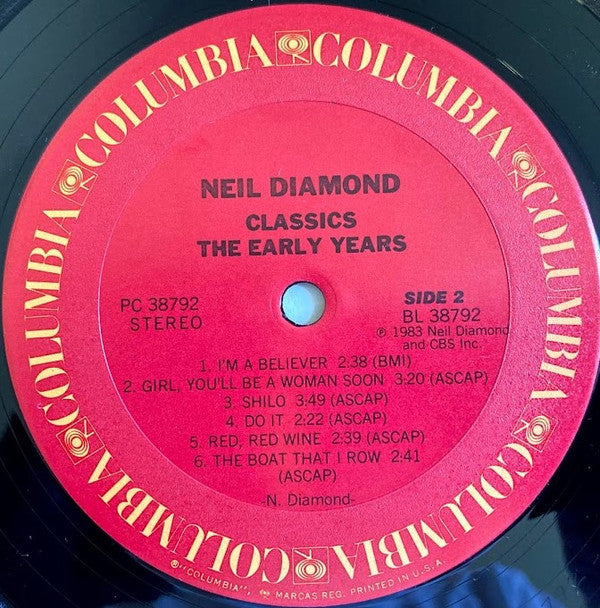 COLUMBIA COLUMBIA COLUMBIA COLUMBIA COLUMBIA COLUMBIA
NEIL DIAMOND
CLASSICS
THE EARLY YEARS
PC 38792
STEREO
SIDE 2
BL 38792
℗ 1983 Neil Diamond
and CBS Inc.
1. I'M A BELIEVER 2:38 (BMI)
2. GIRL, YOU'LL BE A WOMAN SOON 3:20 (ASCAP)
3. SHILO 3:49 (ASCAP)
4. DO IT 2:22 (ASCAP)
5. RED, RED WINE 2:39 (ASCAP)
6. THE BOAT THAT I ROW 2:41
(ASCAP)
-N. Diamond-
®"COLUMBIA", MARCAS REG. PRINTED IN U.S.A.